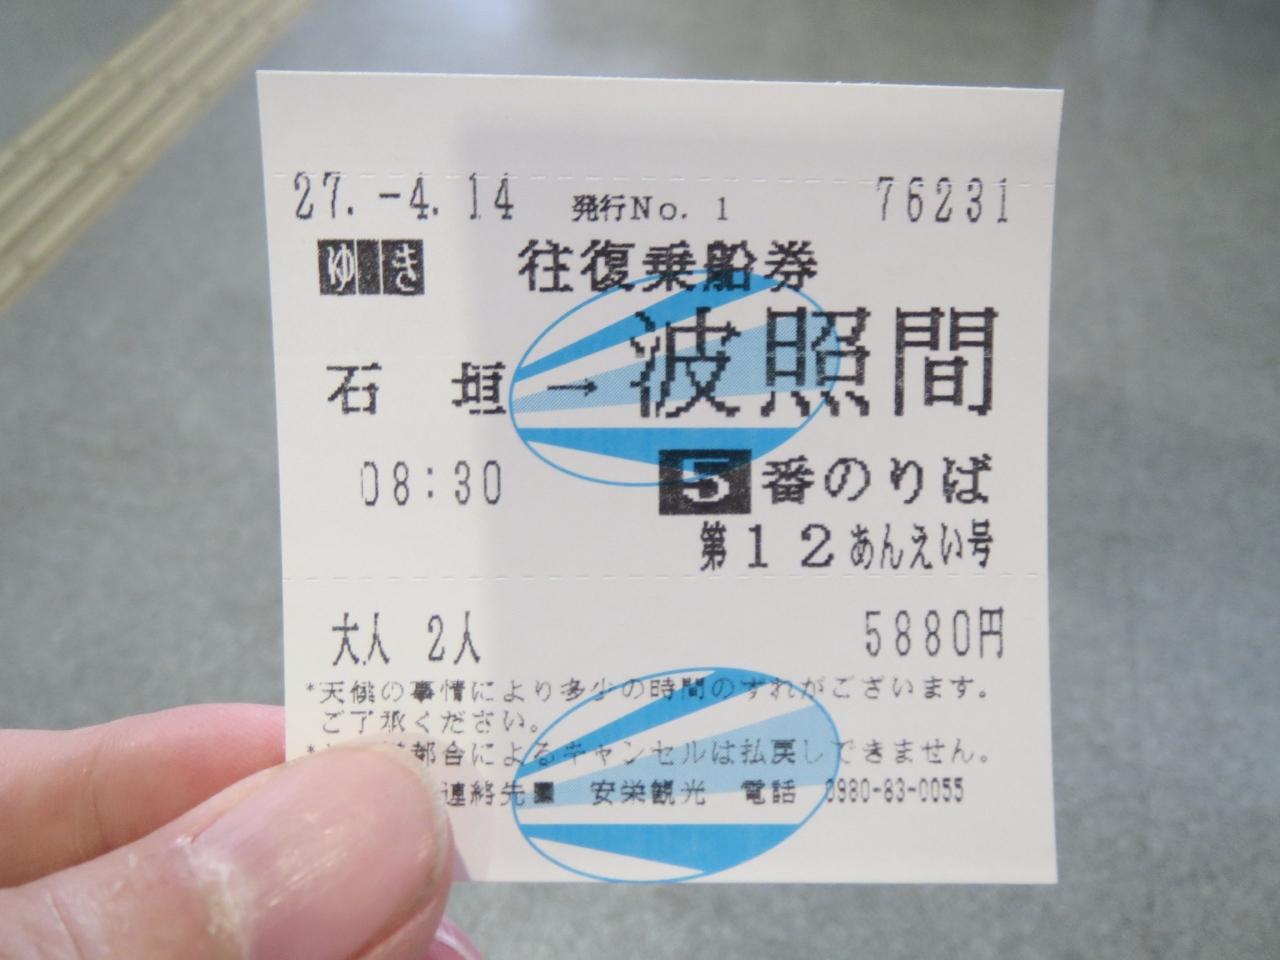 27.-4.14 発行No. 1 76231
ゆき 往復乗船券
石垣→波照間
08:30 5番のりば
第12あんえい号
大人 2人 5880円
*天候の事情により多少の時間のずれがございます。
ご了承ください。
*都合によるキャンセルは払戻しできません。
連絡先■ 安栄観光 電話 0980-83-0055